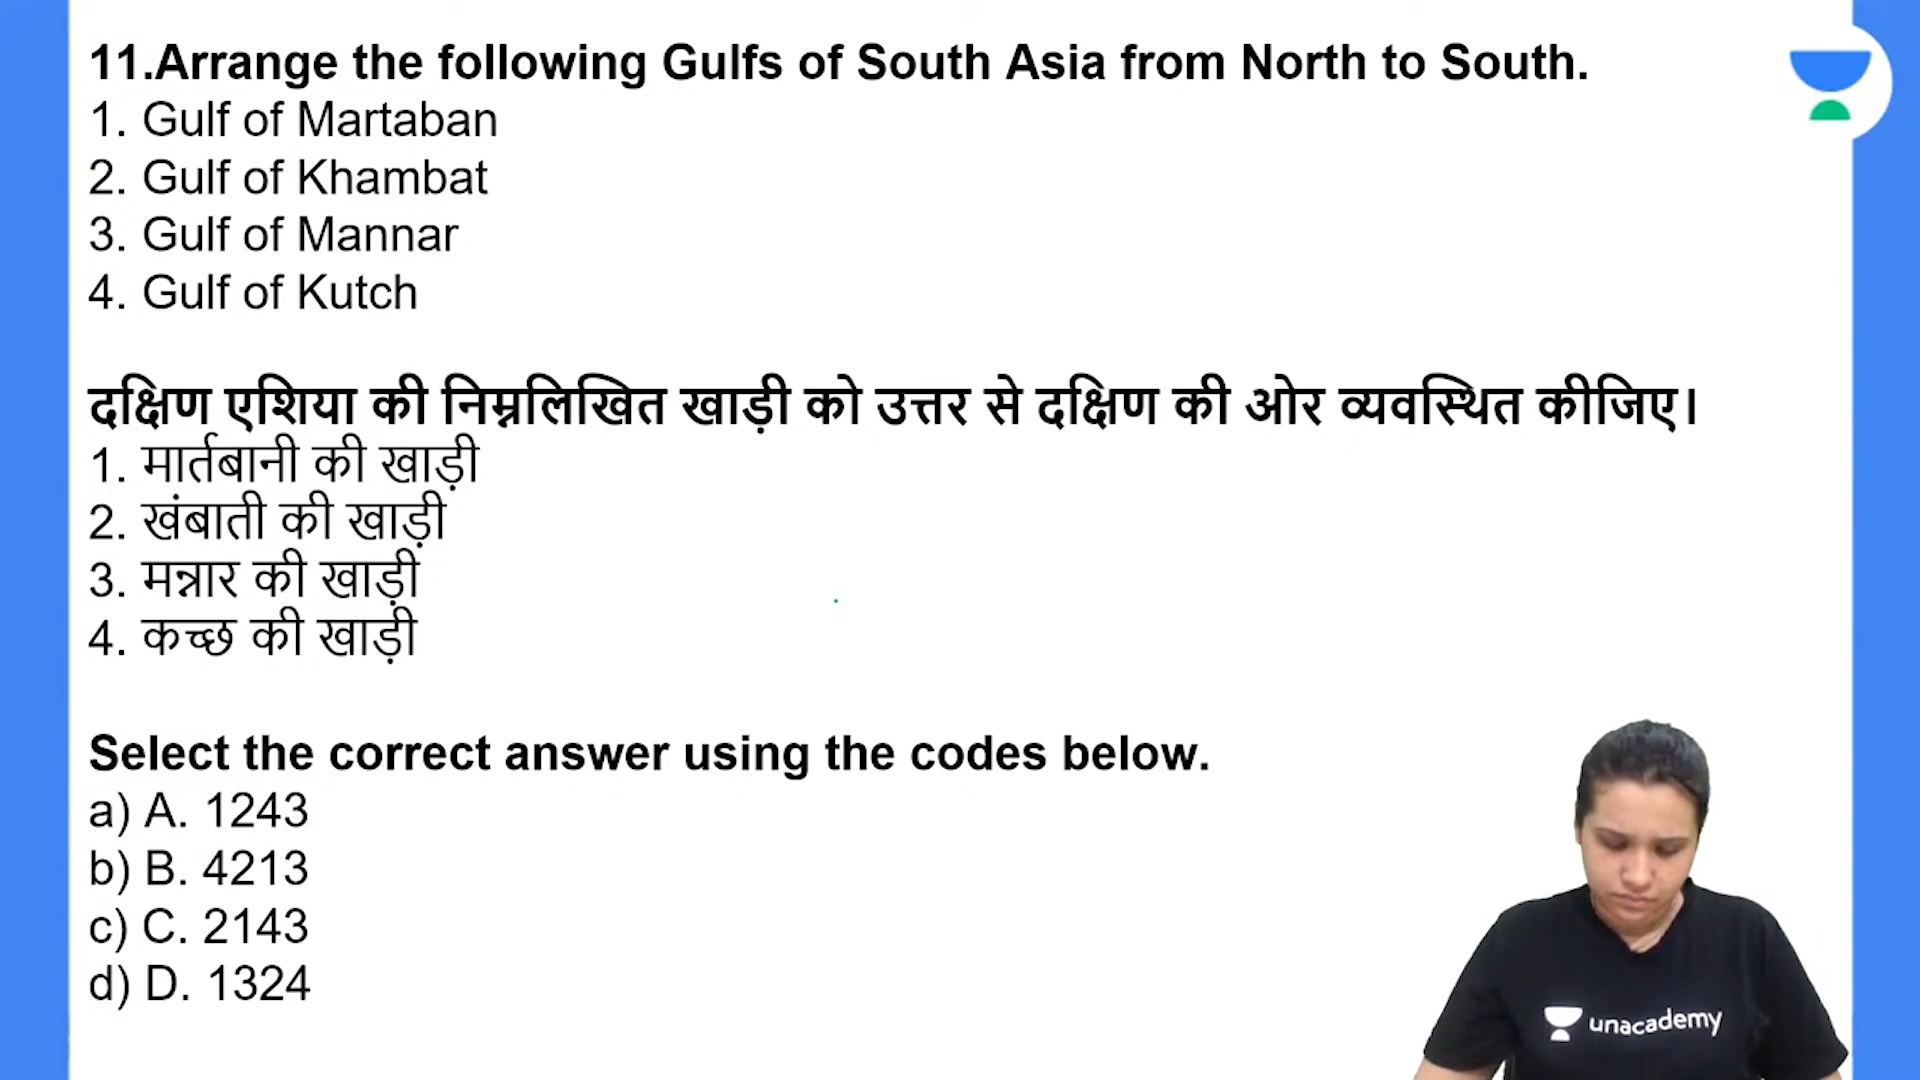 11.Arrange the following Gulfs of South Asia from North to South.
1. Gulf of Martaban
2. Gulf of Khambat
3. Gulf of Mannar
4. Gulf of Kutch
दक्षिण एशिया की निम्नलिखित खाड़ी को उत्तर से दक्षिण की ओर व्यवस्थित कीजिए।
1. मार्तबानी की खाड़ी
2. खंबाती की खाड़ी
3. मन्नार की खाड़ी
4. कच्छ की खाड़ी
Select the correct answer using the codes below.
a) A. 1243
b) B. 4213
c) C. 2143
d) D. 1324
unacademy